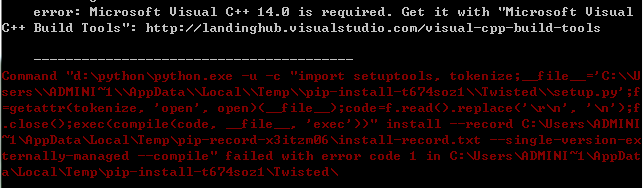 error: Microsoft Visual C++ 14.0 is required. Get it with "Microsoft Visual
C++ Build Tools": http://landinghub.visualstudio.com/visual-cpp-build-tools
----------------------------------------
Command "d:\python\python.exe -u -c "import setuptools, tokenize;__file__='C:\\U
sers\\ADMINI~1\\AppData\\Local\\Temp\\pip-install-t674soz1\\Twisted\\setup.py';f
=getattr(tokenize, 'open', open)(__file__);code=f.read().replace('\r\n', '\n');f
.close();exec(compile(code, __file__, 'exec'))" install --record C:\Users\ADMINI
~1\AppData\Local\Temp\pip-record-x3itzm06\install-record.txt --single-version-ex
ternally-managed --compile" failed with error code 1 in C:\Users\ADMINI~1\AppDat
a\Local\Temp\pip-install-t674soz1\Twisted\